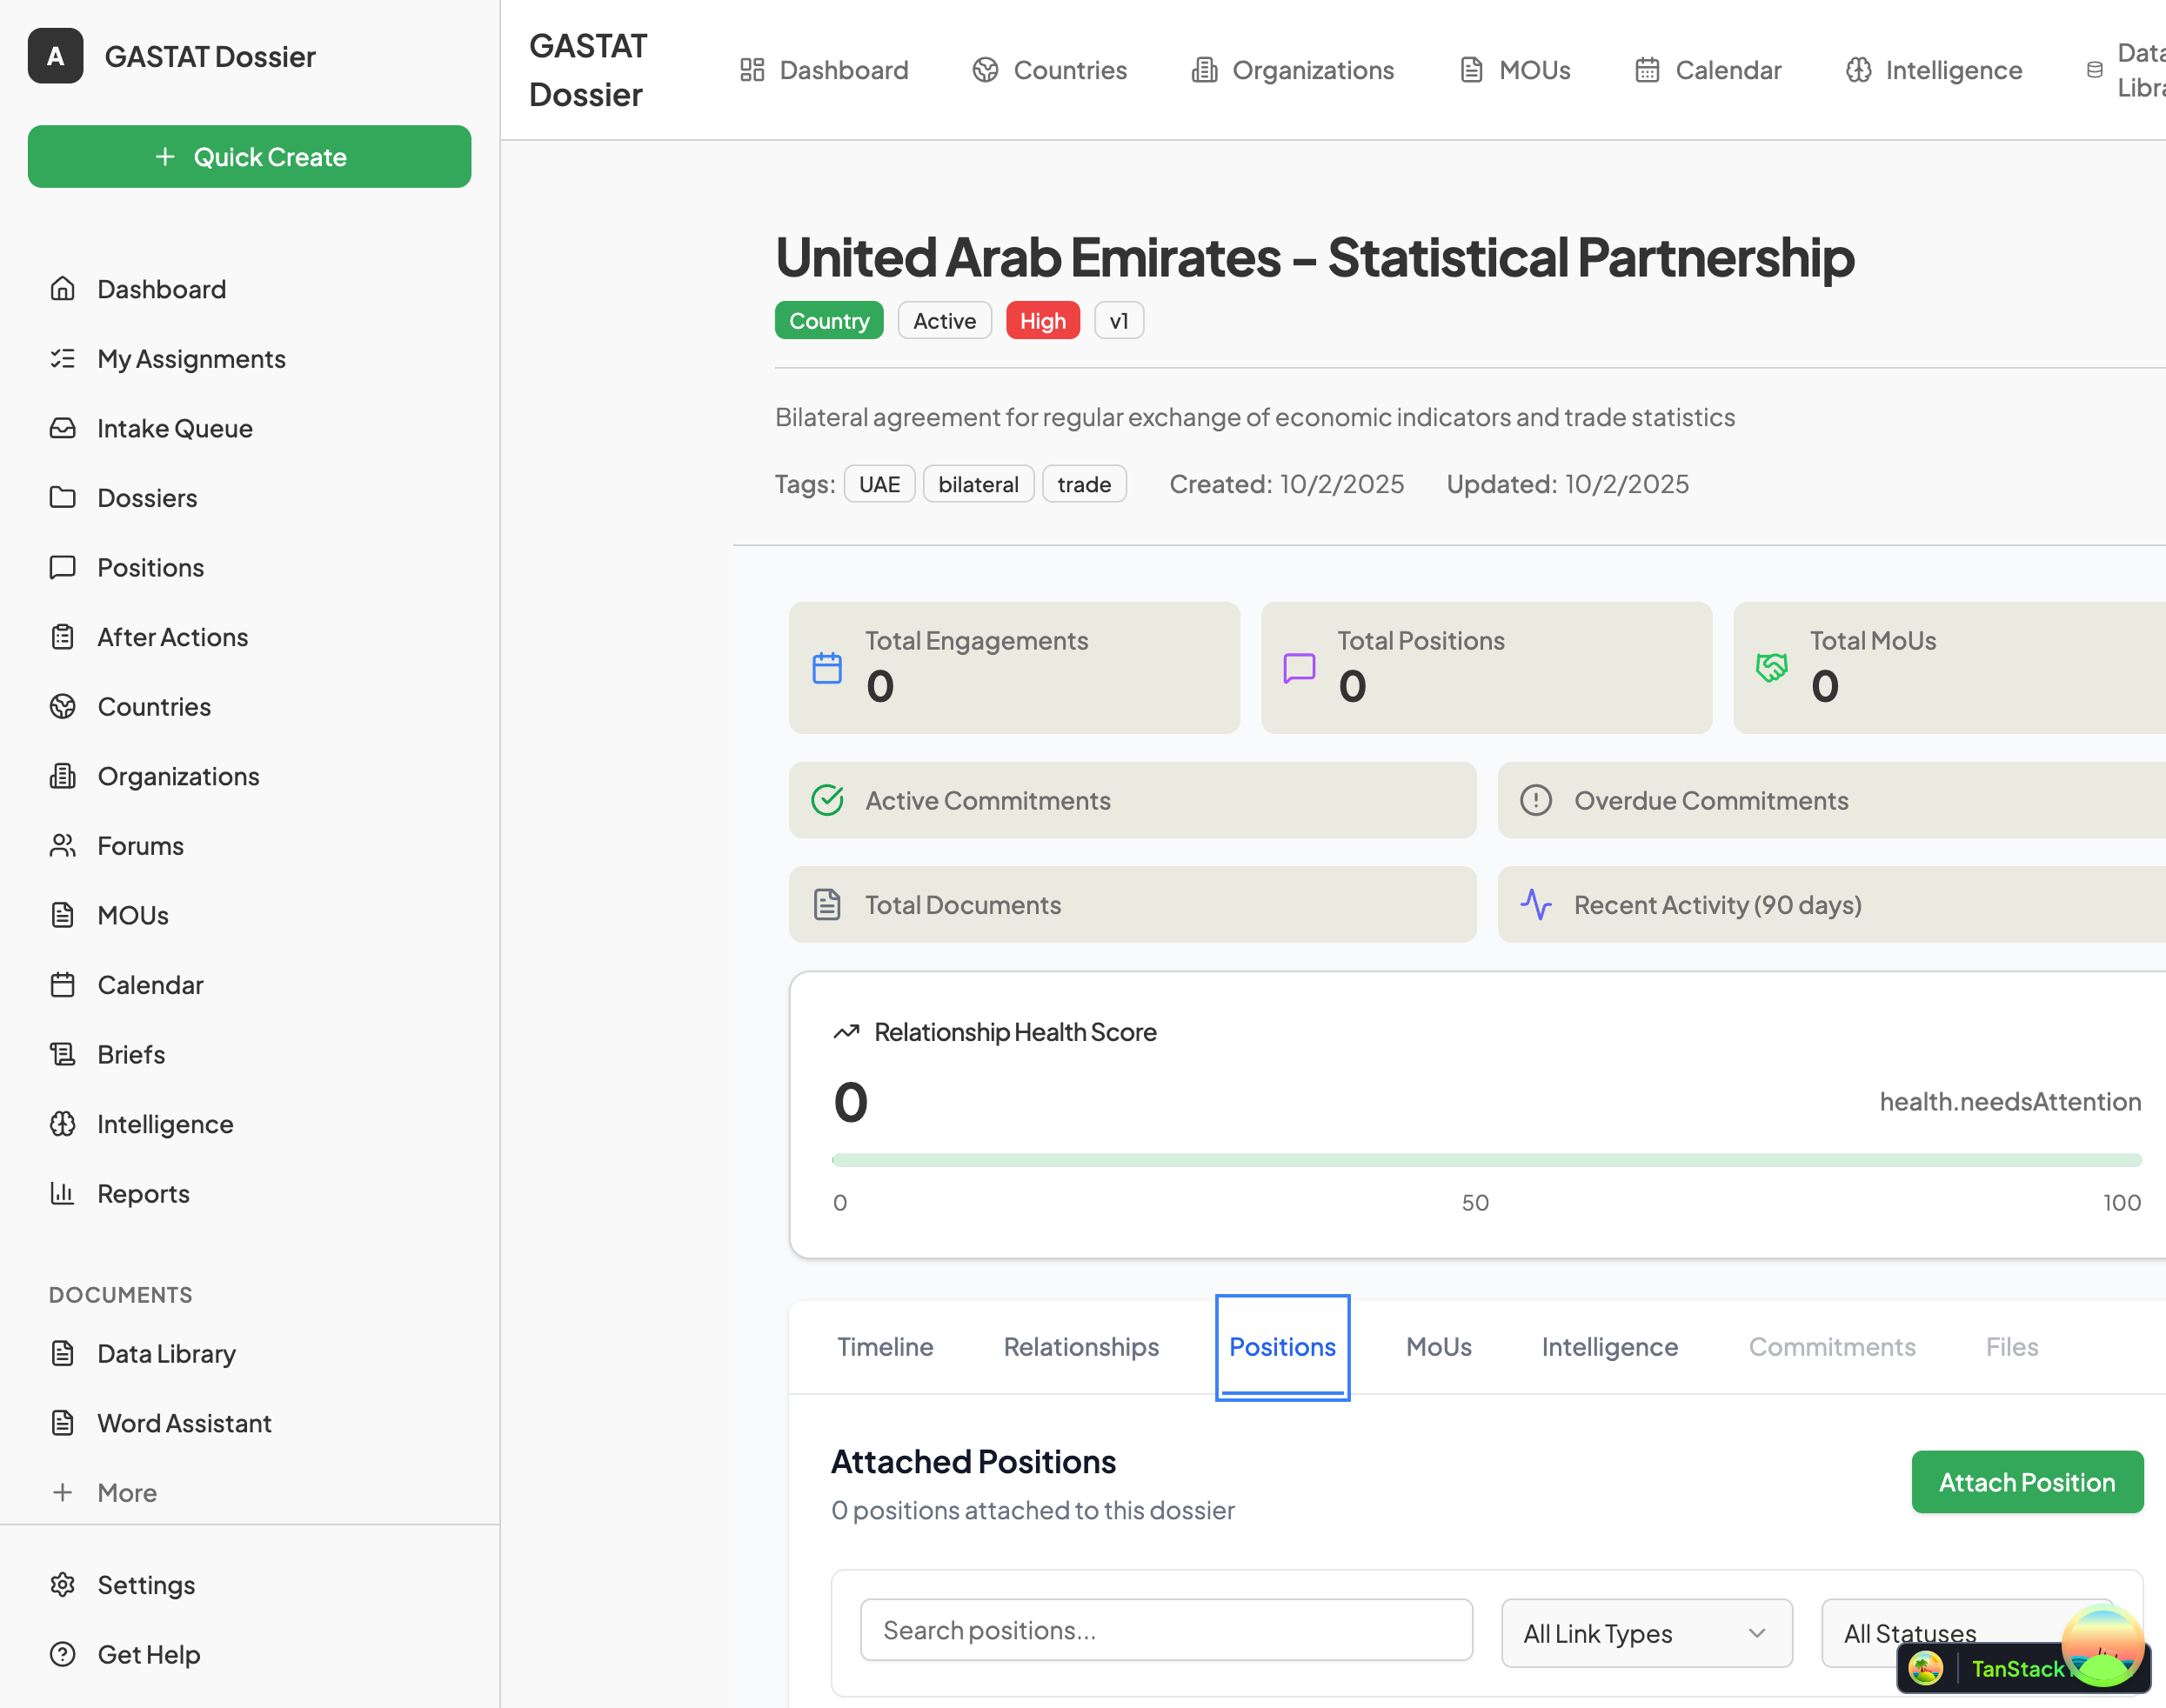 A
GASTAT Dossier
Quick Create
Dashboard
My Assignments
Intake Queue
Dossiers
Positions
After Actions
Countries
Organizations
Forums
MOUs
Calendar
Briefs
Intelligence
Reports
DOCUMENTS
Data Library
Word Assistant
More
Settings
Get Help
GASTAT
Dossier
Dashboard
Countries
Organizations
MOUs
Calendar
Intelligence
Data
United Arab Emirates – Statistical Partnership
Country Active High v1
Bilateral agreement for regular exchange of economic indicators and trade statistics
Tags: UAE bilateral trade Created: 10/2/2025 Updated: 10/2/2025
Total Engagements
0
Total Positions
0
Total MoUs
0
Active Commitments
Overdue Commitments
Total Documents
Recent Activity (90 days)
Relationship Health Score
0
health.needsAttention
0 50 100
Timeline Relationships Positions MoUs Intelligence Commitments Files
Attached Positions
0 positions attached to this dossier
Attach Position
Search positions...
All Link Types
All Statuses
TanStack